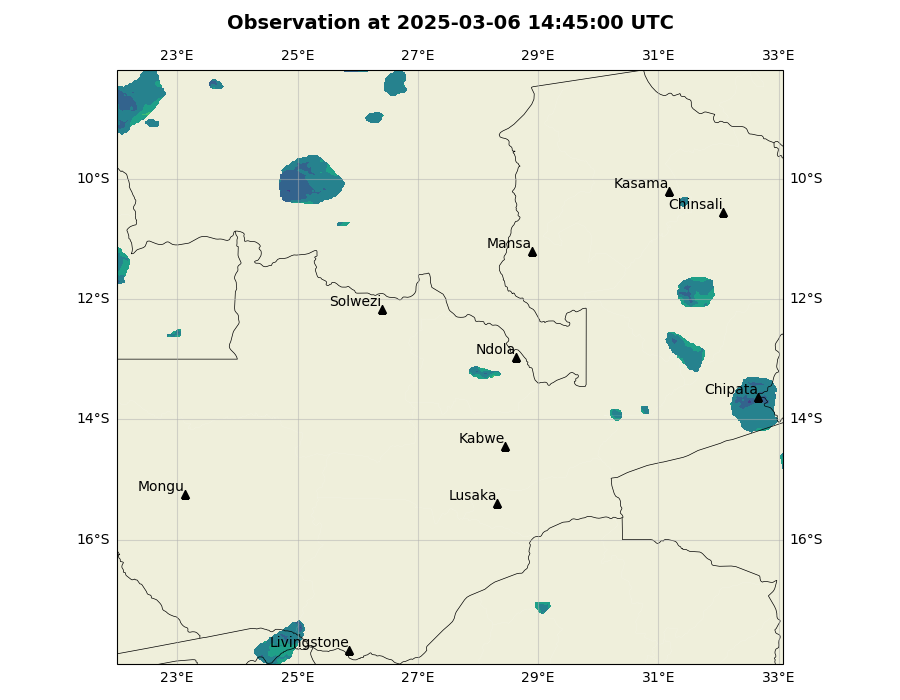 Observation at 2025-03-06 14:45:00 UTC
23°E 25°E 27°E 29°E 31°E 33°E
10°S 10°S
Kasama
Chinsali
Mansa
12°S 12°S
Solwezi
Ndola
Chipata
14°S 14°S
Kabwe
Mongu
Lusaka
16°S 16°S
Livingstone
23°E 25°E 27°E 29°E 31°E 33°E